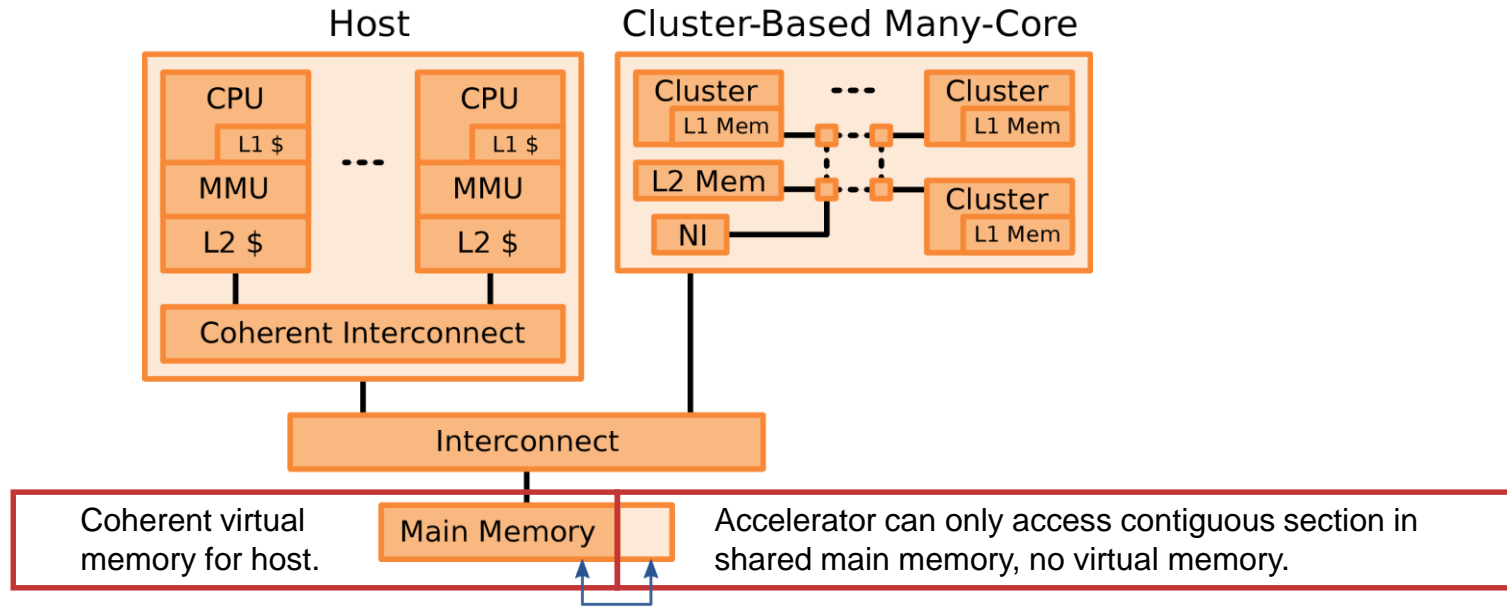 Host
Cluster-Based Many-Core
CPU
L1 $
MMU
L2 $
CPU
L1 $
MMU
L2 $
Coherent Interconnect
Cluster
L1 Mem
Cluster
L1 Mem
L2 Mem
Cluster
L1 Mem
NI
Interconnect
Coherent virtual
memory for host.
Main Memory
Accelerator can only access contiguous section in
shared main memory, no virtual memory.